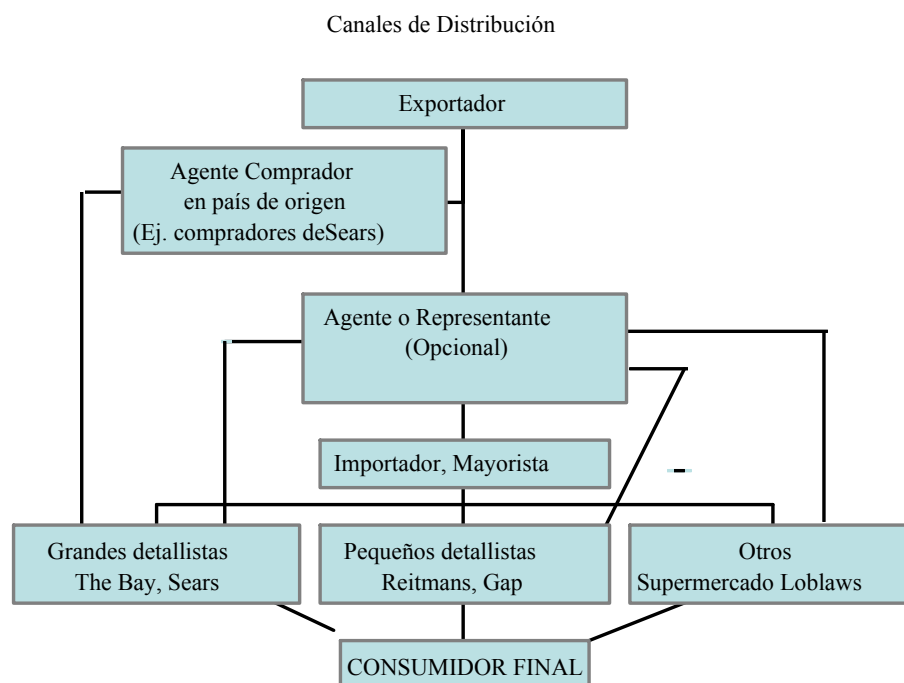 Canales de Distribución
Exportador
Agente Comprador
en país de origen
(Ej. compradores deSears)
Agente o Representante
(Opcional)
Importador, Mayorista
Grandes detallistas
The Bay, Sears
Pequeños detallistas
Reitmans, Gap
Otros
Supermercado Loblaws
CONSUMIDOR FINAL